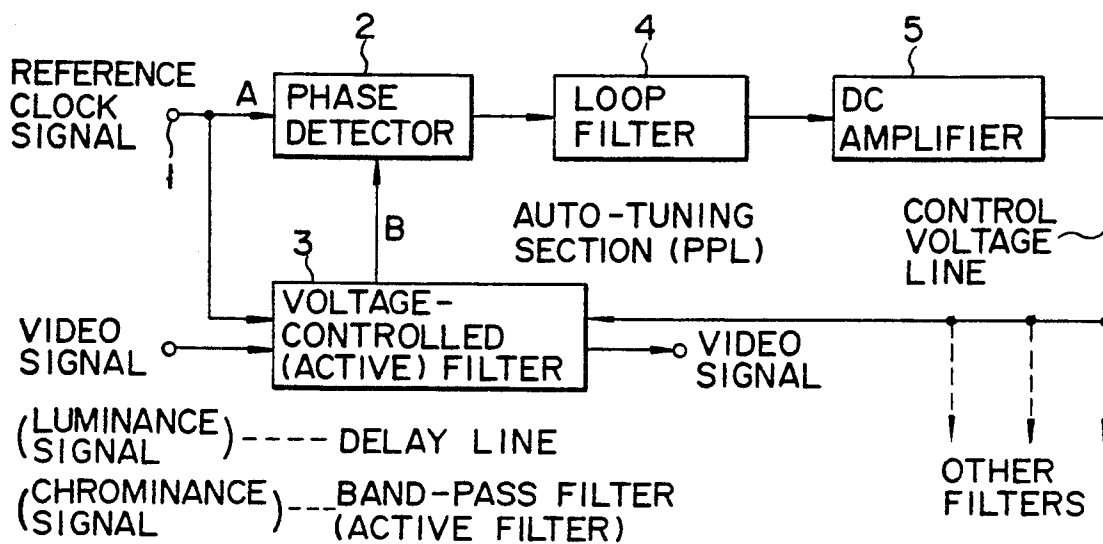 2
4
5
REFERENCE
CLOCK
SIGNAL
A
PHASE
DETECTOR
LOOP
FILTER
DC
AMPLIFIER
1
B
AUTO-TUNING
SECTION (PPL)
CONTROL
VOLTAGE
LINE
3
VOLTAGE-
CONTROLLED
(ACTIVE) FILTER
VIDEO
SIGNAL
VIDEO
SIGNAL
(LUMINANCE
SIGNAL) ---- DELAY LINE
(CHROMINANCE
SIGNAL) --- BAND-PASS FILTER
(ACTIVE FILTER)
OTHER
FILTERS